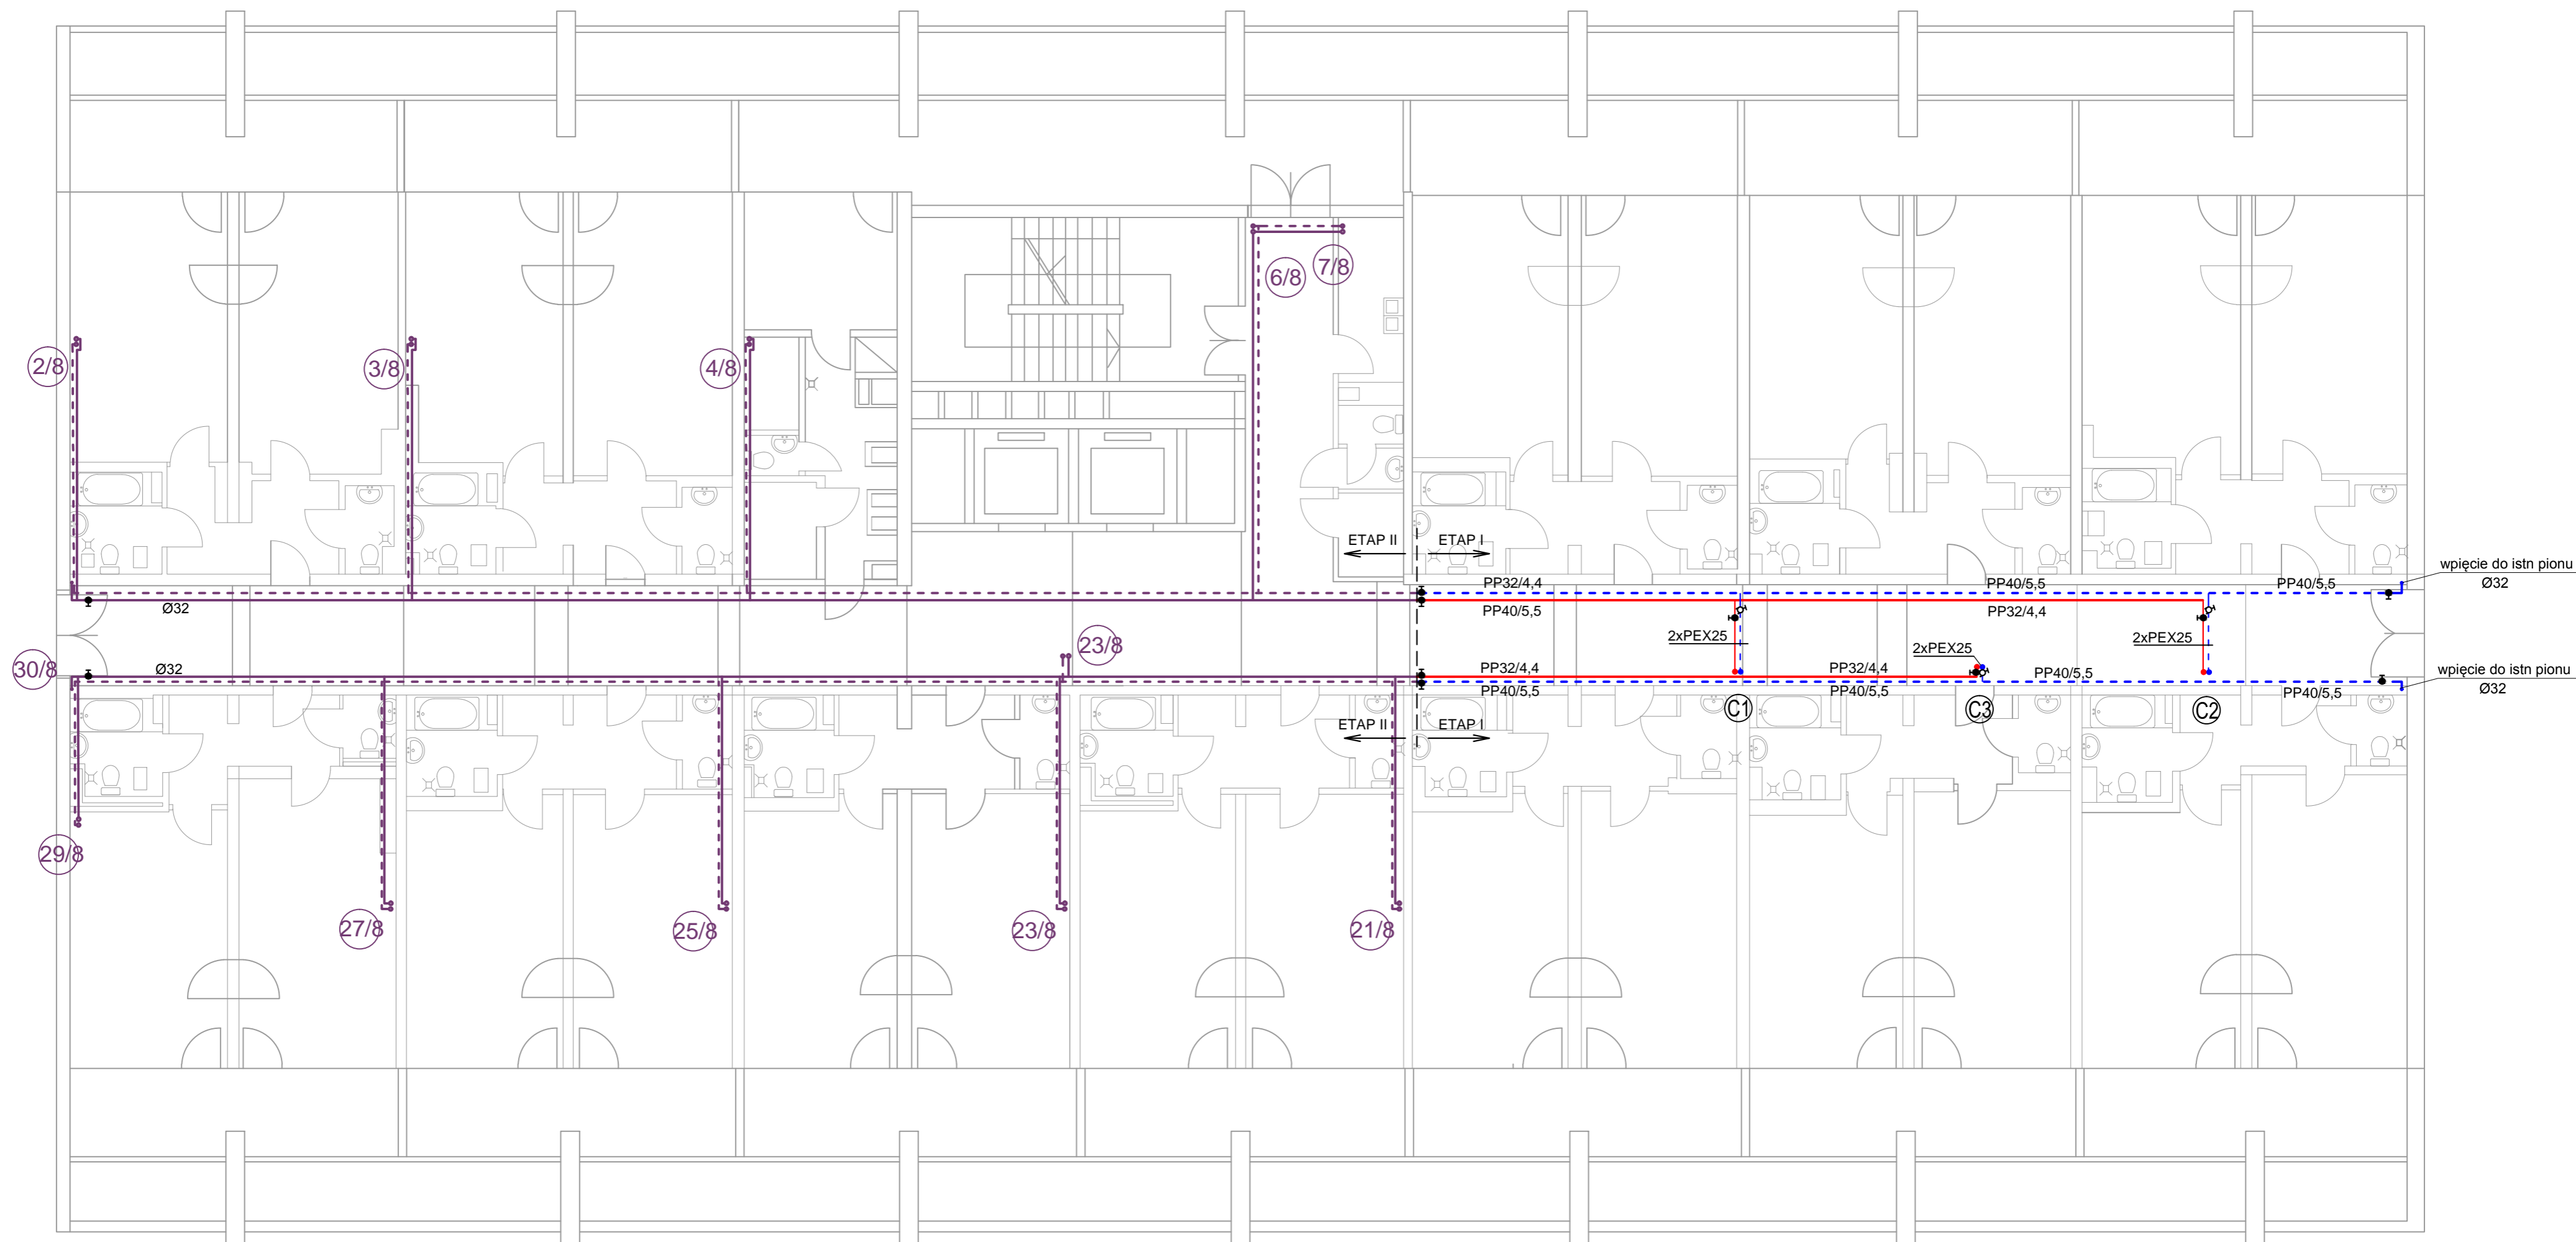 6/8
7/8
2/8
3/8
4/8
ETAP II
ETAP I
wpięcie do istn pionu
Ø32
PP32/4,4
PP40/5,5
PP40/5,5
Ø32
PP40/5,5
PP32/4,4
2xPEX25
2xPEX25
2xPEX25
23/8
30/8
Ø32
PP32/4,4
PP32/4,4
PP40/5,5
wpięcie do istn pionu
Ø32
PP40/5,5
PP40/5,5
PP40/5,5
C1
C3
C2
ETAP II
ETAP I
29/8
27/8
25/8
23/8
21/8